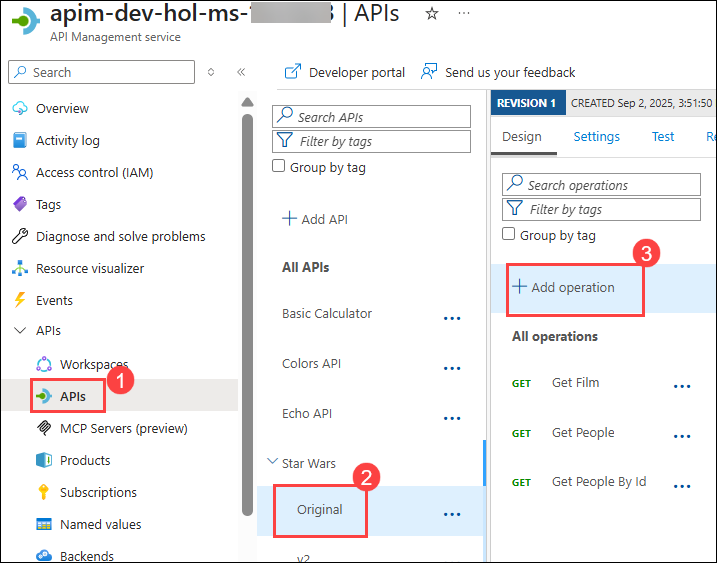 apim-dev-hol-ms- | APIs
API Management service
Search
Developer portal
Send us your feedback
Overview
Activity log
Access control (IAM)
Tags
Diagnose and solve problems
Resource visualizer
Events
APIs
Workspaces
1
APIs
MCP Servers (preview)
Products
Subscriptions
Named values
Backends
Search APIs
Filter by tags
Group by tag
Add API
All APIs
Basic Calculator
Colors API
Echo API
Star Wars
2
Original
v2
REVISION 1 CREATED Sep 2, 2025, 3:51:50
Design Settings Test
Search operations
Filter by tags
Group by tag
3
Add operation
All operations
GET Get Film
GET Get People
GET Get People By Id